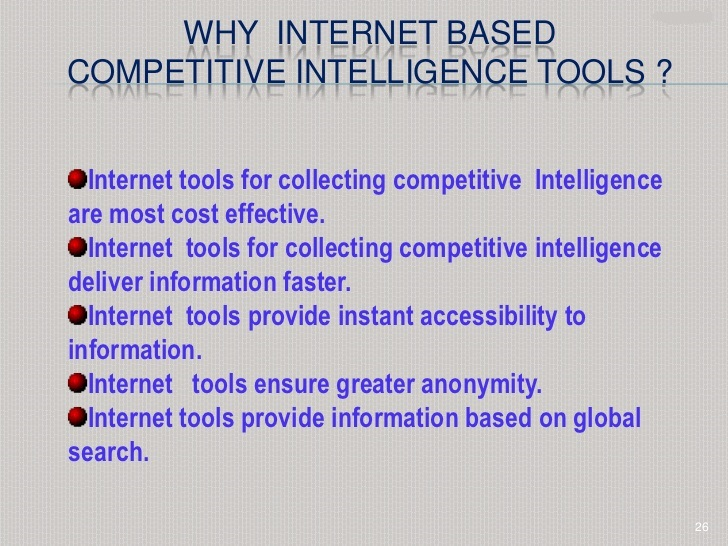 WHY  INTERNET BASED
COMPETITIVE INTELLIGENCE TOOLS ?
Internet tools for collecting competitive  Intelligence
are most cost effective.
Internet  tools for collecting competitive intelligence
deliver information faster.
Internet  tools provide instant accessibility to
information.
Internet   tools ensure greater anonymity.
Internet tools provide information based on global
search.
26